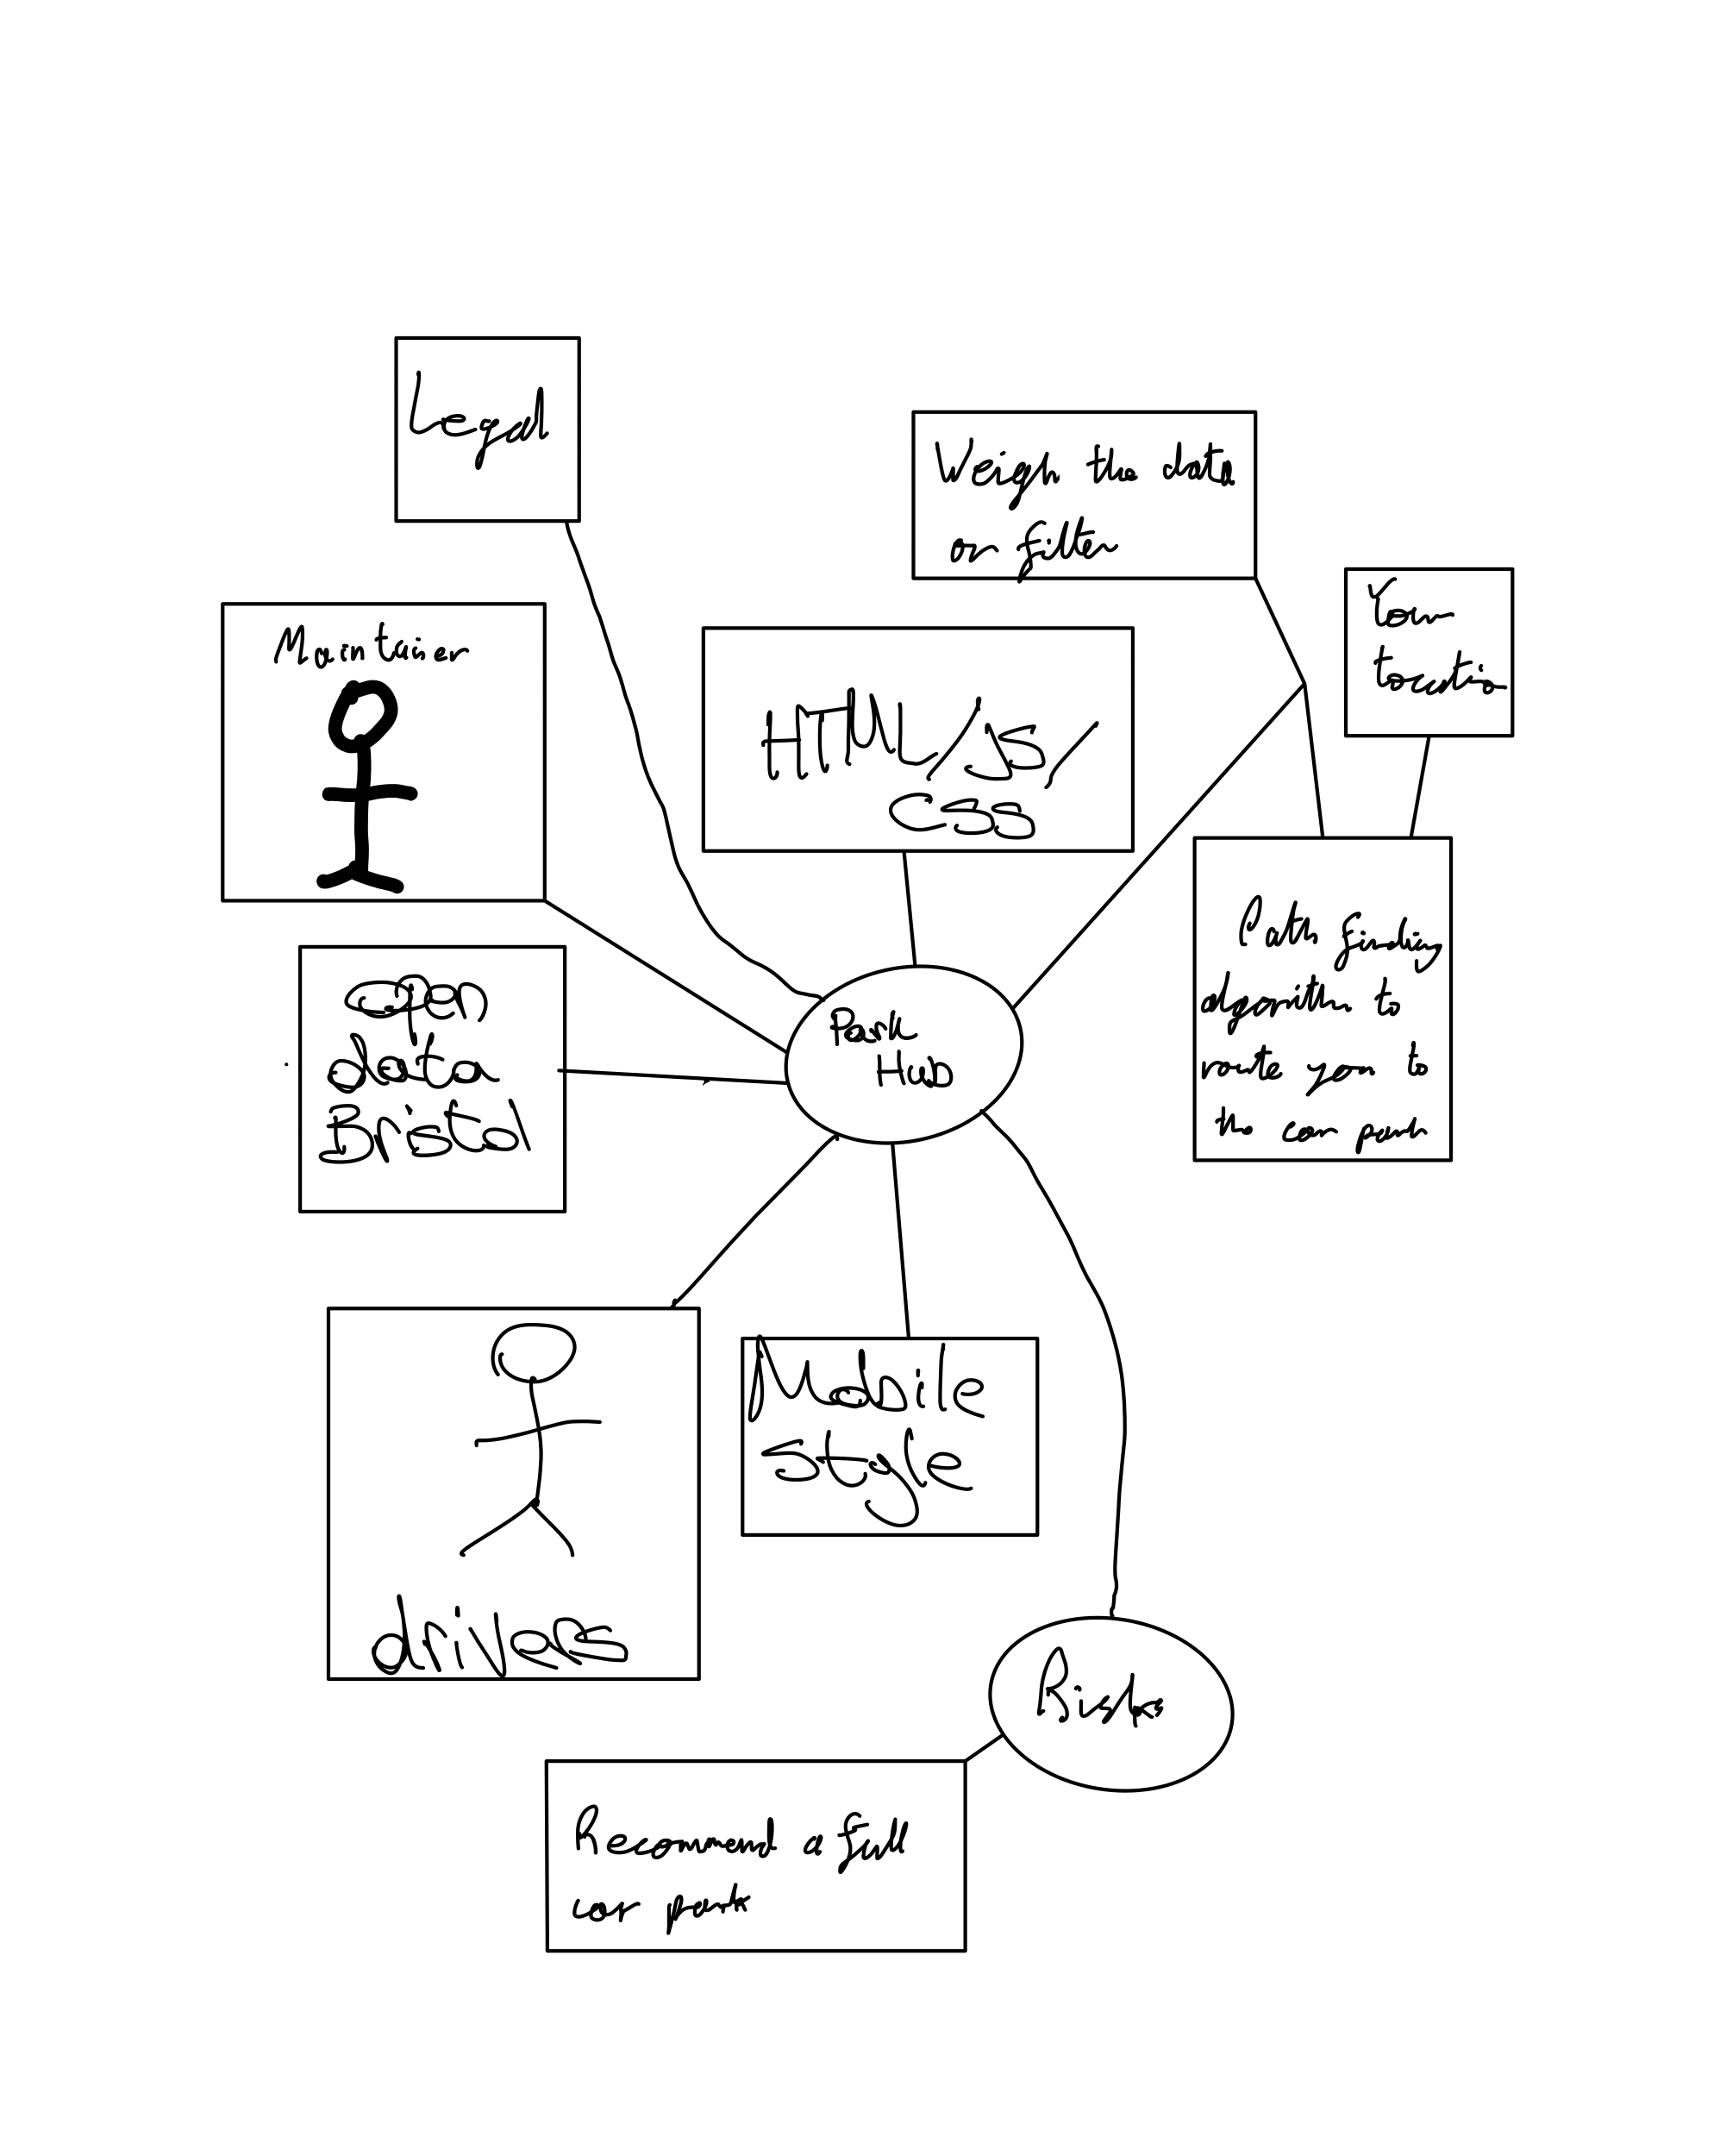 Legal
Weigh the data
or filter
Your
location
Maintainer
HTML/JS/
CSS
Path finding
algorithm to
route you to
the car park
Open
data
Bristol
Park
Hub
Mobile
Style
drivers
Risks
Recommend a full
car park